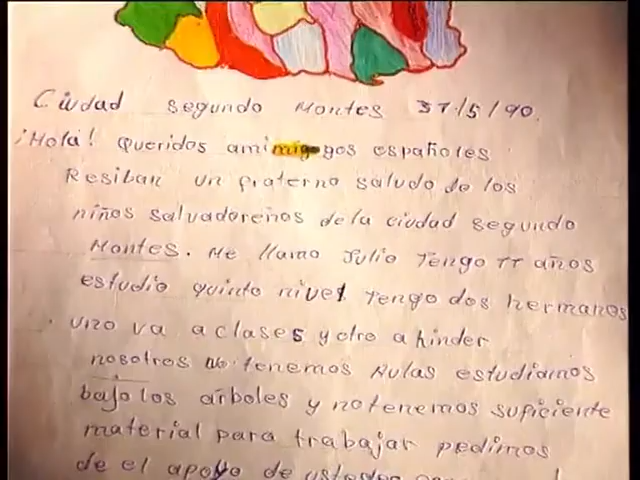 Ciudad segundo Montes 31/5/90.
¡Hola! queridos amimigogos españoles
Resiban un fraterno saludo de los
niños salvadoreños de la ciudad segundo
Montes. Me llamo Julio Tengo 11 años
estudio quinto nivel Tengo dos hermanos
uno va a clases y otro a kinder
nosotros no tenemos Aulas estudiamos
bajo los árboles y no tenemos suficiente
material para trabajar pedimos
de el apoyo de ustedes